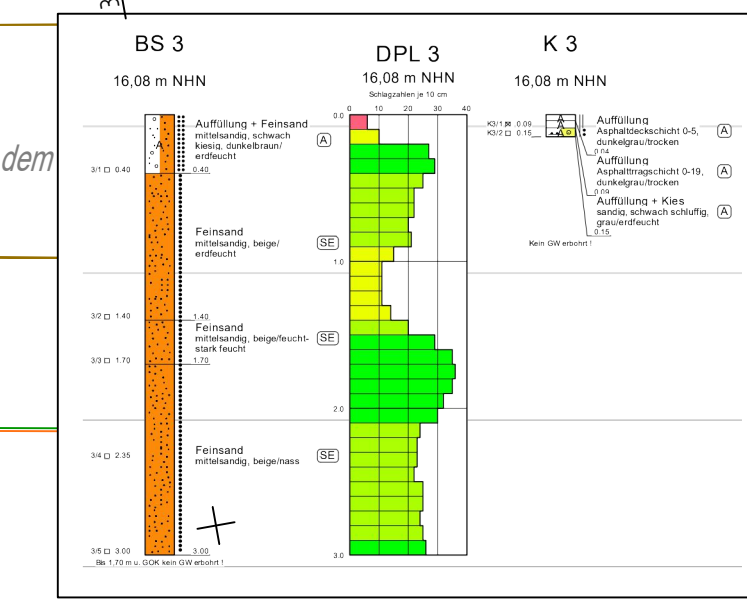 BS 3
16,08 m NHN
Auffüllung + Feinsand
mittelsandig, schwach
kiesig, dunkelbraun/
erdfeucht
A
A
3/1 0.40
0.40
Feinsand
mittelsandig, beige/
erdfeucht
SE
3/2 1.40
1.40
Feinsand
mittelsandig, beige/feucht-
stark feucht
SE
3/3 1.70
1.70
Feinsand
mittelsandig, beige/nass
SE
3/4 2.35
3/5 3.00
3.00
Bis 1,70 m u. GOK kein GW erbohrt !
DPL 3
16,08 m NHN
Schlagzahlen je 10 cm
0 10 20 30 40
0.0
1.0
2.0
3.0
K 3
16,08 m NHN
K3/1 0.09
K3/2 0.15
Auffüllung
Asphaltdeckschicht 0-5,
dunkelgrau/trocken
A
0.04
Auffüllung
Asphalttrragschicht 0-19,
dunkelgrau/trocken
A
0.09
Auffüllung + Kies
sandig, schwach schluffig,
grau/erdfeucht
A
0.15
Kein GW erbohrt !
dem